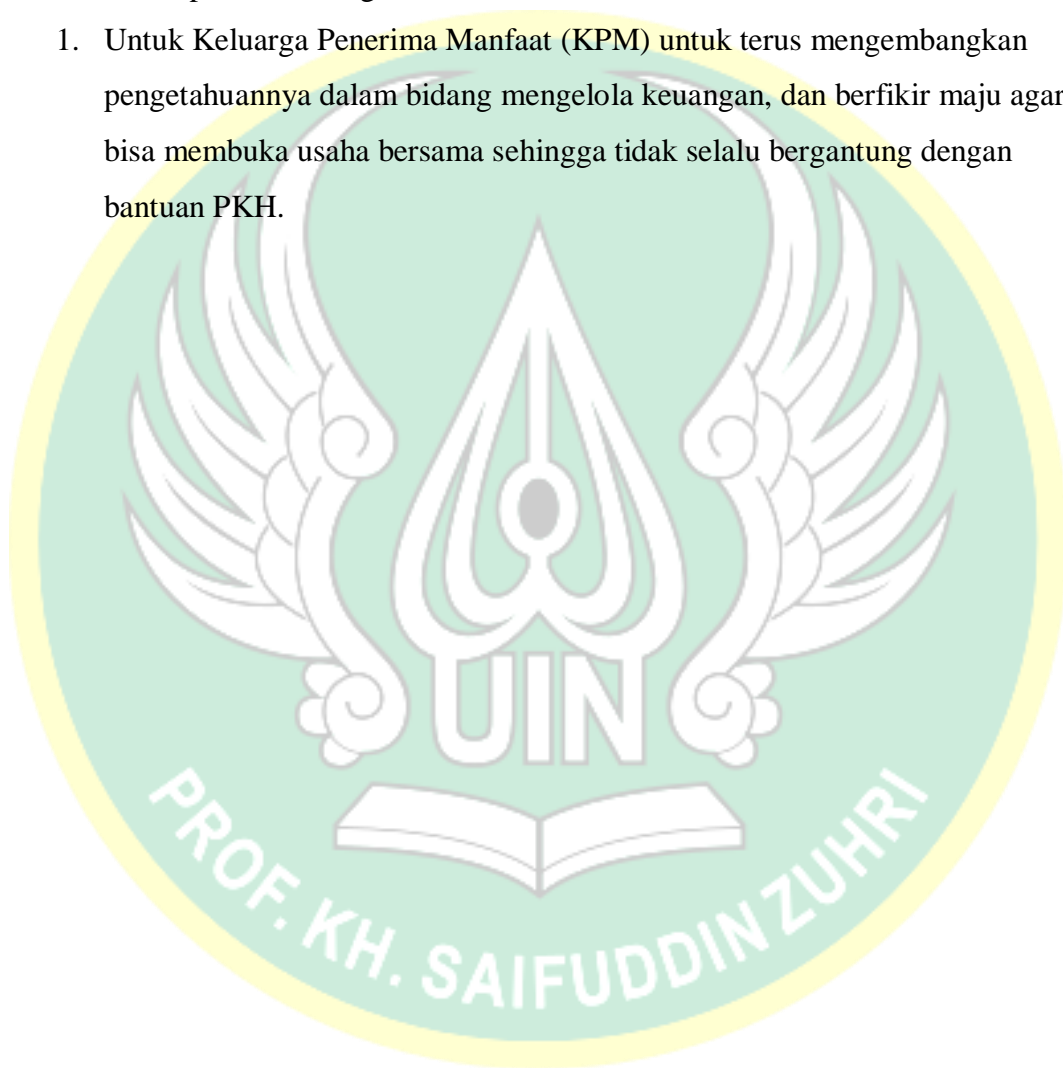 1. Untuk Keluarga Penerima Manfaat (KPM) untuk terus mengembangkan
pengetahuannya dalam bidang mengelola keuangan, dan berfikir maju agar
bisa membuka usaha bersama sehingga tidak selalu bergantung dengan
bantuan PKH.
UIN
PROF. KH. SAIFUDDIN ZUHRI